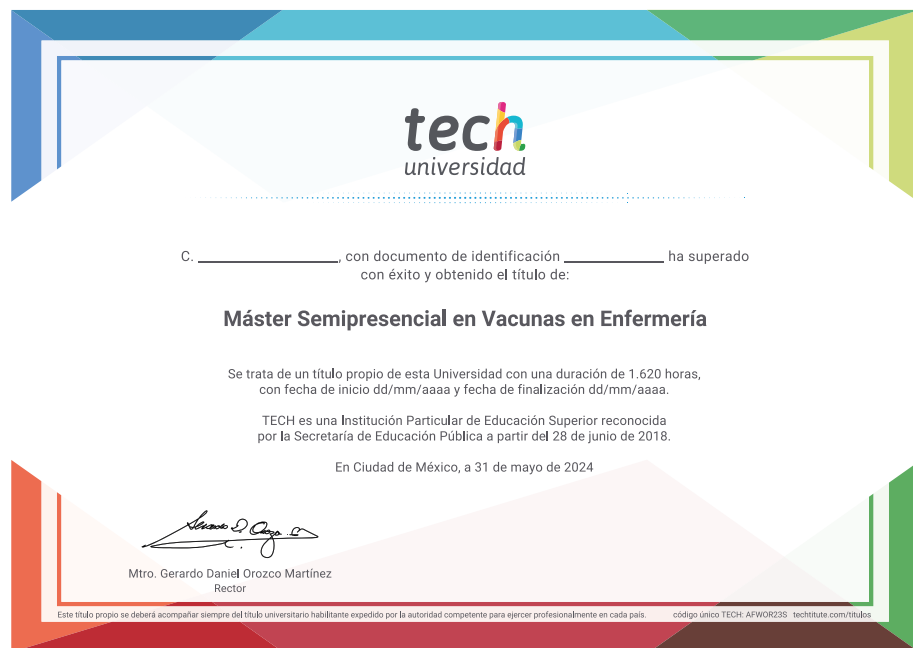 tech
universidad
C. ____________________, con documento de identificación ______________ ha superado
con éxito y obtenido el título de:
Máster Semipresencial en Vacunas en Enfermería
Se trata de un título propio de esta Universidad con una duración de 1.620 horas,
con fecha de inicio dd/mm/aaaa y fecha de finalización dd/mm/aaaa.
TECH es una Institución Particular de Educación Superior reconocida
por la Secretaría de Educación Pública a partir del 28 de junio de 2018.
En Ciudad de México, a 31 de mayo de 2024
Mtro. Gerardo Daniel Orozco Martínez
Rector
Este título propio se deberá acompañar siempre del título universitario habilitante expedido por la autoridad competente para ejercer profesionalmente en cada país. código único TECH: AFWOR23S techtitute.com/titulos